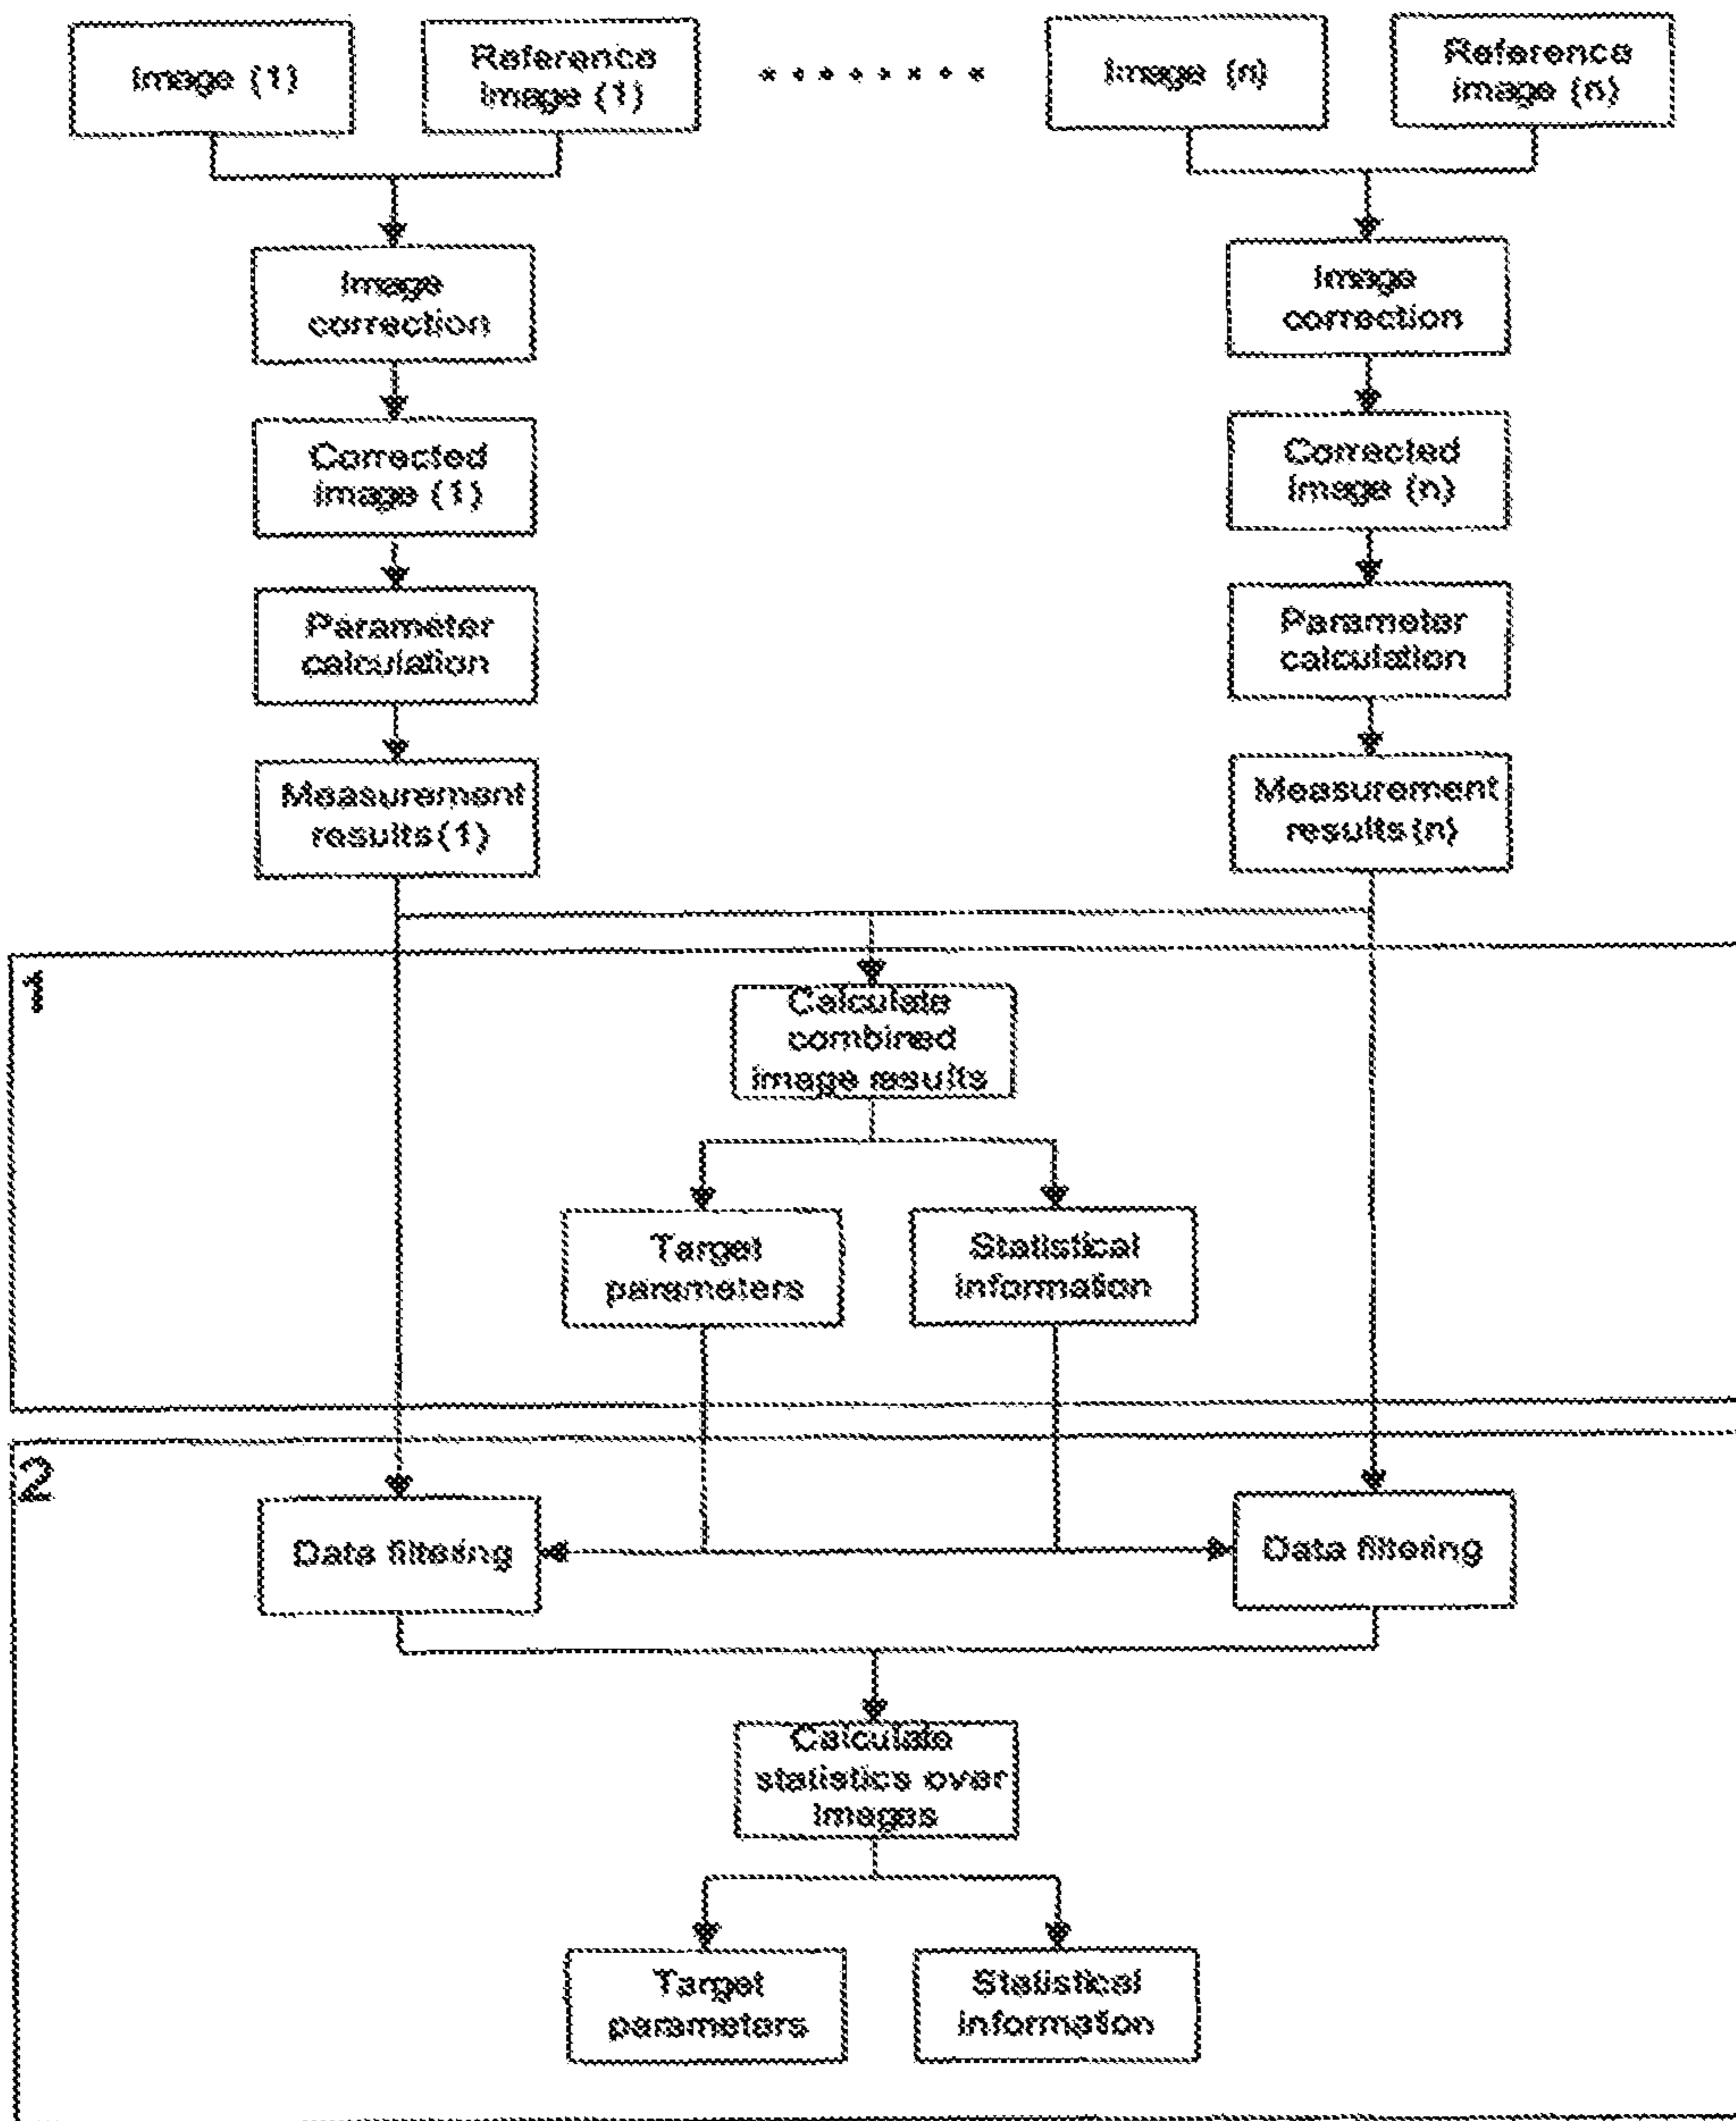 Image (1)
Reference
image (1)
Image (n)
Reference
image (n)
Image
correction
Image
correction
Corrected
image (1)
Corrected
image (n)
Parameter
calculation
Parameter
calculation
Measurement
results(1)
Measurement
results(n)
1
Calculate
combined
image results
Target
parameters
Statistical
information
2
Data filtering
Data filtering
Calculate
statistics over
images
Target
parameters
Statistical
information